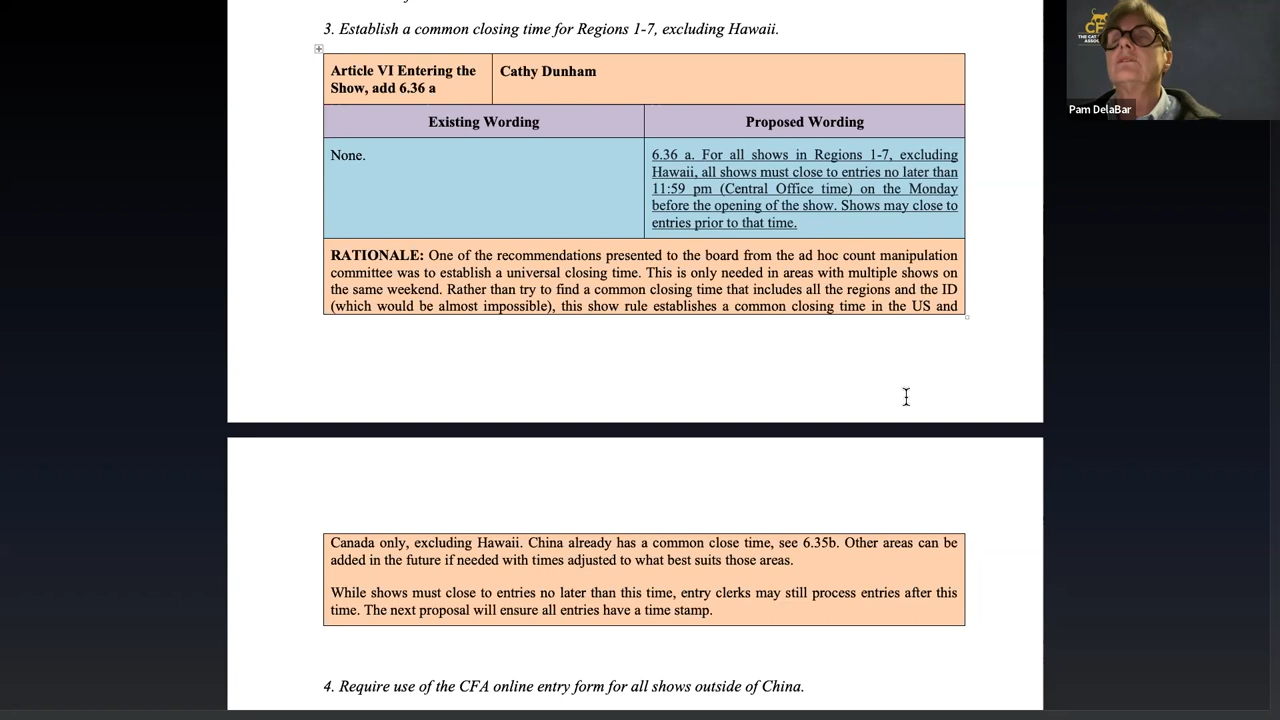 3. Establish a common closing time for Regions 1-7, excluding Hawaii.
Article VI Entering the
Show, add 6.36 a
Cathy Dunham
Existing Wording
Proposed Wording
None.
6.36 a. For all shows in Regions 1-7, excluding
Hawaii, all shows must close to entries no later than
11:59 pm (Central Office time) on the Monday
before the opening of the show. Shows may close to
entries prior to that time.
RATIONALE: One of the recommendations presented to the board from the ad hoc count manipulation
committee was to establish a universal closing time. This is only needed in areas with multiple shows on
the same weekend. Rather than try to find a common closing time that includes all the regions and the ID
(which would be almost impossible), this show rule establishes a common closing time in the US and
Canada only, excluding Hawaii. China already has a common close time, see 6.35b. Other areas can be
added in the future if needed with times adjusted to what best suits those areas.
While shows must close to entries no later than this time, entry clerks may still process entries after this
time. The next proposal will ensure all entries have a time stamp.
4. Require use of the CFA online entry form for all shows outside of China.
Pam DelaBar